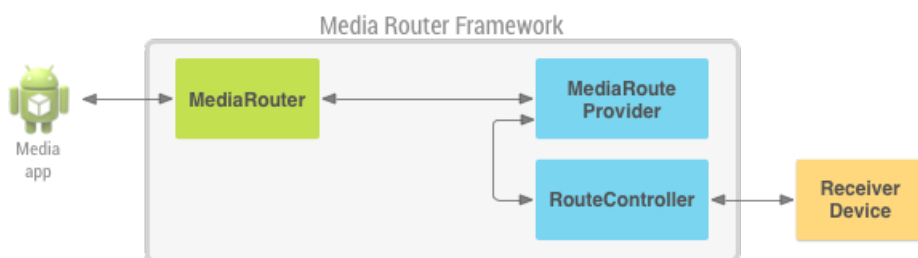 Media Router Framework
Media
app
MediaRouter
MediaRoute
Provider
RouteController
Receiver
Device